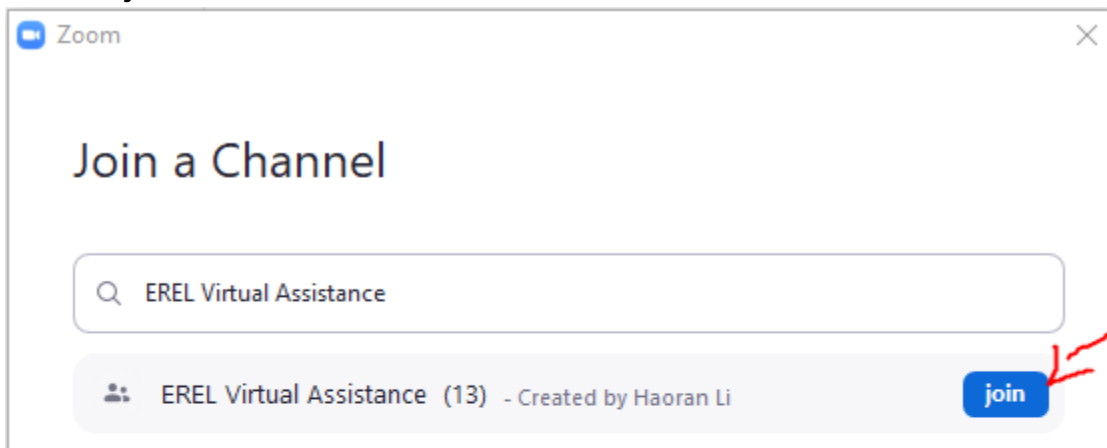 Zoom
Join a Channel
EREL Virtual Assistance
EREL Virtual Assistance (13) - Created by Haoran Li join